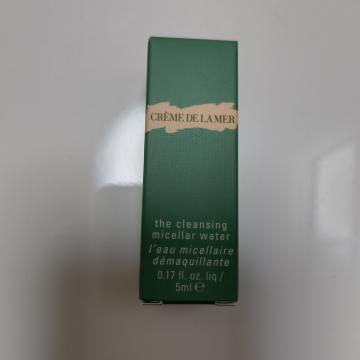 CRÈME DE LA MER
the cleansing
micellar water
l'eau micellaire
démaquillante
0.17 fl. oz. liq /
5ml ℮